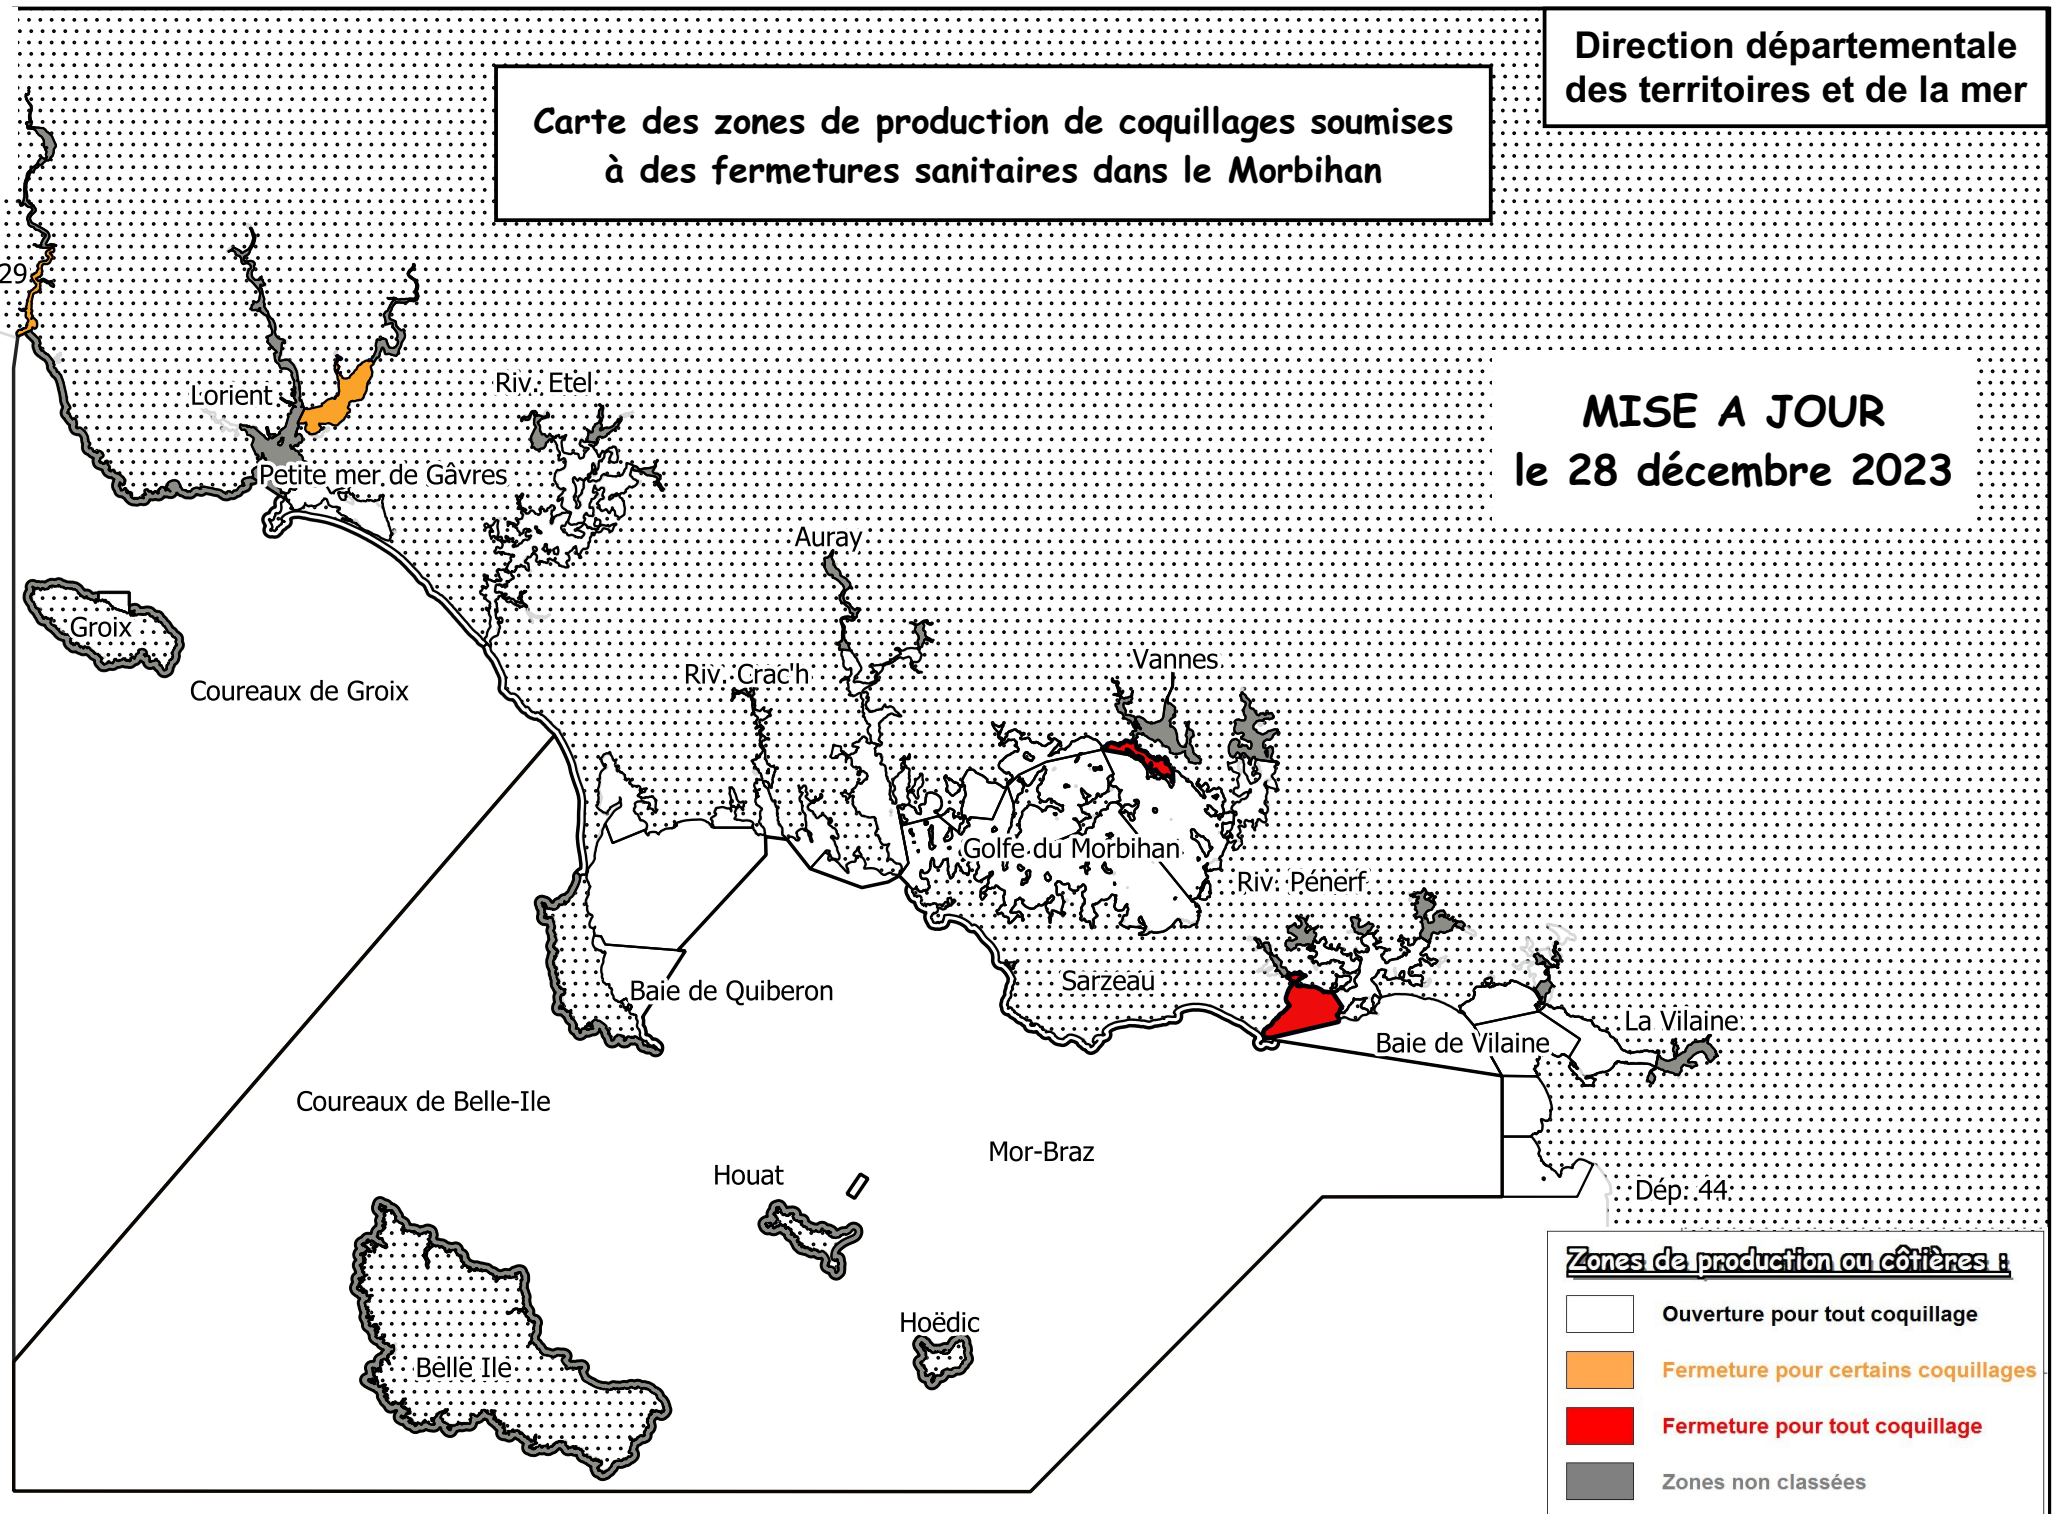 Direction départementale
des territoires et de la mer
Carte des zones de production de coquillages soumises
à des fermetures sanitaires dans le Morbihan
29
Lorient
Riv. Etel
MISE A JOUR
le 28 décembre 2023
Petite mer de Gâvres
Auray
Groix
Riv. Crac'h
Vannes
Coureaux de Groix
Golfe du Morbihan
Riv. Pénerf
Sarzeau
Baie de Quiberon
La Vilaine
Baie de Vilaine
Coureaux de Belle-Ile
Mor-Braz
Houat
Dép. 44
Hoëdic
Belle Ile
Zones de production ou côtières :
Ouverture pour tout coquillage
Fermeture pour certains coquillages
Fermeture pour tout coquillage
Zones non classées